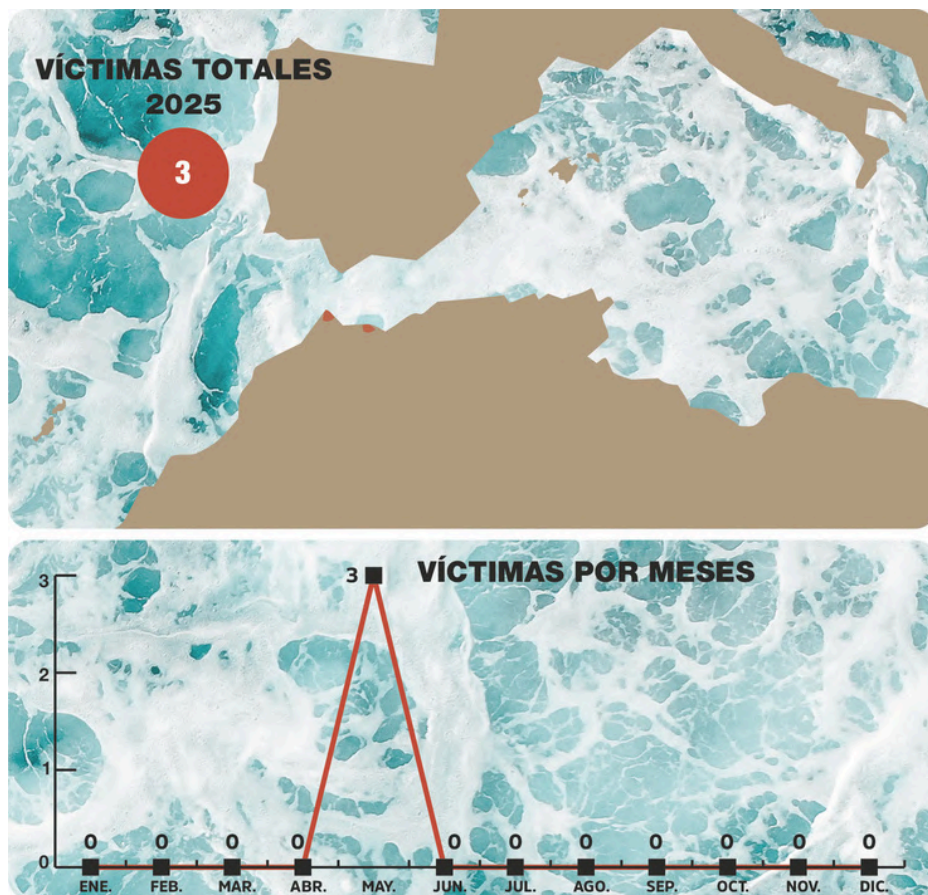 VÍCTIMAS TOTALES
2025
3
VÍCTIMAS POR MESES
3
3
2
1
0
0 0 0 0 0 0 0 0 0 0 0
ENE. FEB. MAR. ABR. MAY. JUN. JUL. AGO. SEP. OCT. NOV. DIC.